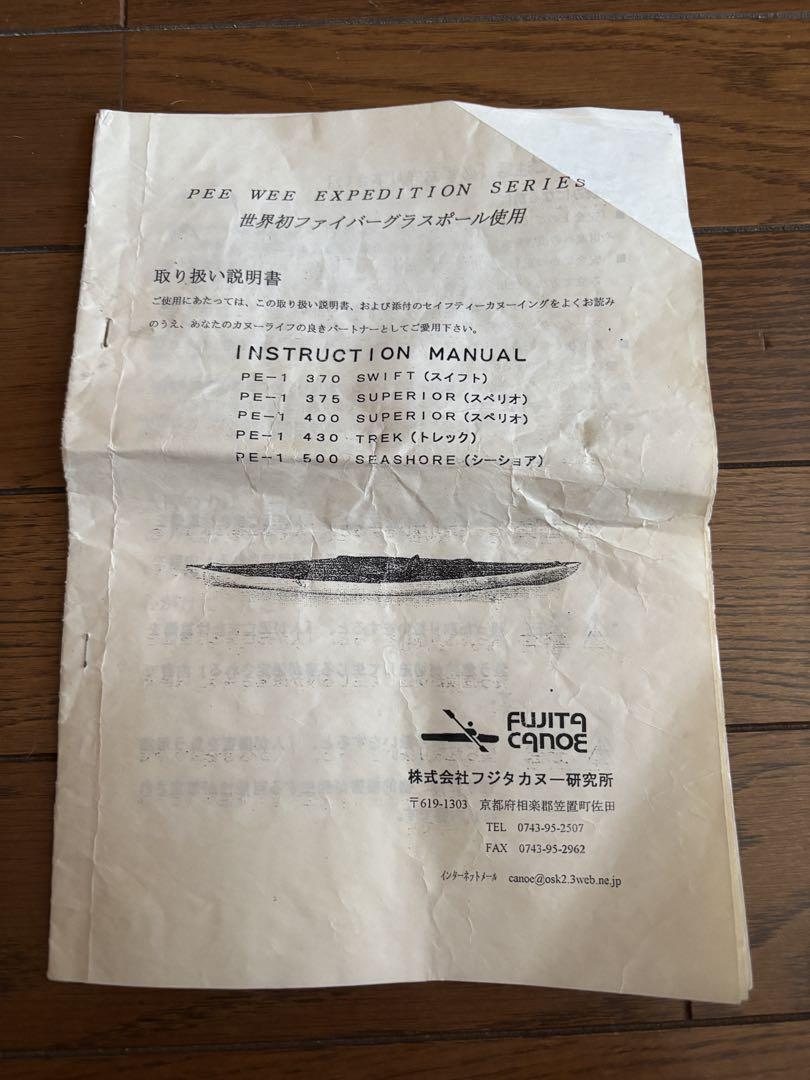 PEE WEE EXPEDITION SERIES
世界初ファイバーグラスポール使用
取り扱い説明書
ご使用にあたっては、この取り扱い説明書、および添付のセイフティーカヌーイングをよくお読み
のうえ、あなたのカヌーライフの良きパートナーとしてご愛用下さい。
INSTRUCTION MANUAL
PE－1 370 SWIFT（スイフト）
PE－1 375 SUPERIOR（スペリオ）
PE－1 400 SUPERIOR（スペリオ）
PE－1 430 TREK（トレック）
PE－1 500 SEASHORE（シーショア）
FUJITA
CANOE
株式会社フジタカヌー研究所
〒619-1303 京都府相楽郡笠置町佐田
TEL 0743-95-2507
FAX 0743-95-2962
インターネットメール canoe@osk2.3web.ne.jp